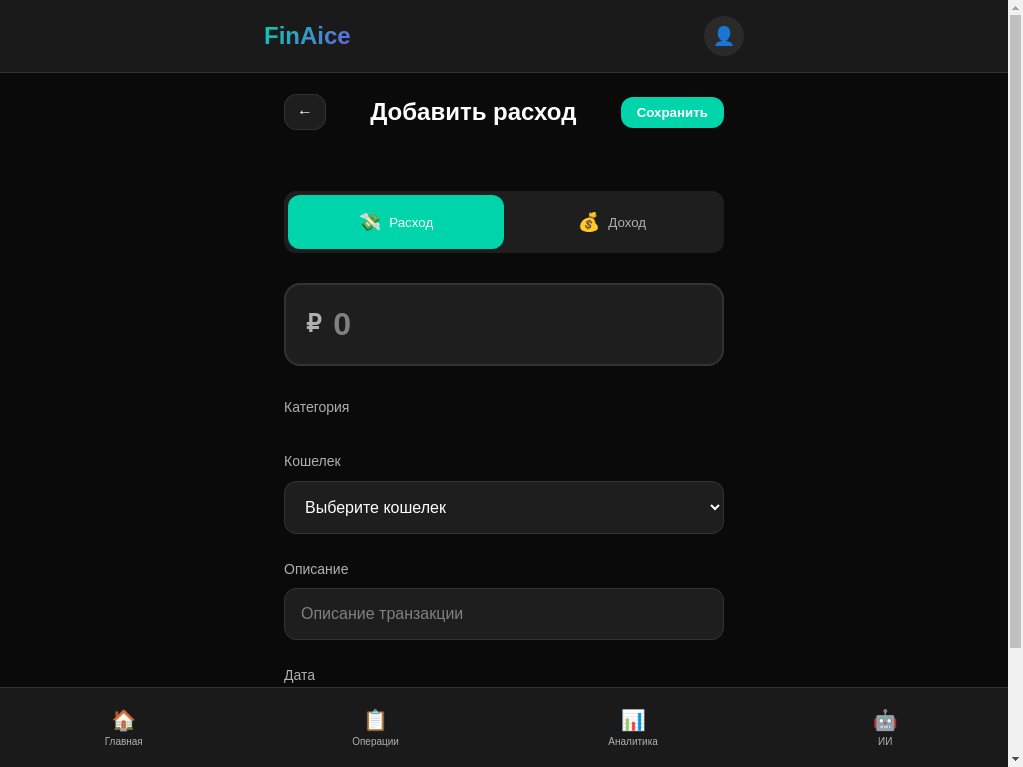 FinAice
←
Добавить расход
Сохранить
Расход
Доход
₽ 0
Категория
Кошелек
Выберите кошелек
Описание
Описание транзакции
Дата
Главная
Операции
Аналитика
ИИ